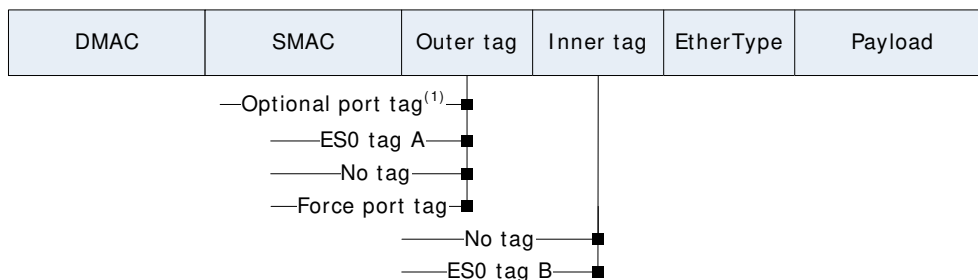 DMAC SMAC Outer tag Inner tag EtherType Payload
Optional port tag(1)
ES0 tag A
No tag
Force port tag
No tag
ES0 tag B